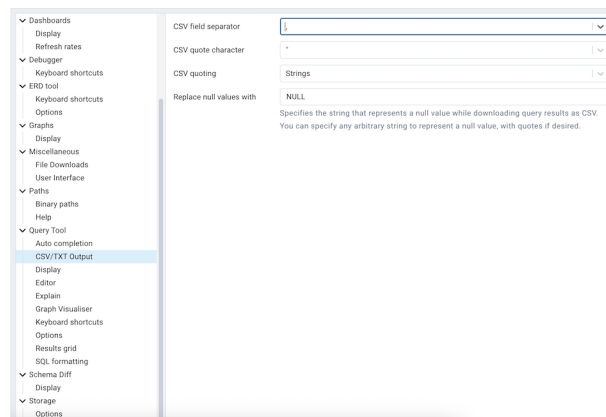 Dashboards
Display
Refresh rates
Debugger
Keyboard shortcuts
ERD tool
Keyboard shortcuts
Options
Graphs
Display
Miscellaneous
File Downloads
User Interface
Paths
Binary paths
Help
Query Tool
Auto completion
CSV/TXT Output
Display
Editor
Explain
Graph Visualiser
Keyboard shortcuts
Options
Results grid
SQL formatting
Schema Diff
Display
Storage
Options
CSV field separator ,
CSV quote character "
CSV quoting Strings
Replace null values with NULL
Specifies the string that represents a null value while downloading query results as CSV.
You can specify any arbitrary string to represent a null value, with quotes if desired.